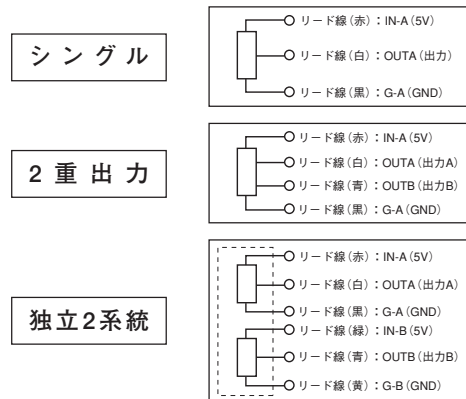 シングル
リード線(赤):IN-A(5V)
リード線(白):OUTA(出力)
リード線(黒):G-A(GND)
2重出力
リード線(赤):IN-A(5V)
リード線(白):OUTA(出力A)
リード線(青):OUTB(出力B)
リード線(黒):G-A(GND)
独立2系統
リード線(赤):IN-A(5V)
リード線(白):OUTA(出力A)
リード線(黒):G-A(GND)
リード線(緑):IN-B(5V)
リード線(青):OUTB(出力B)
リード線(黄):G-B(GND)